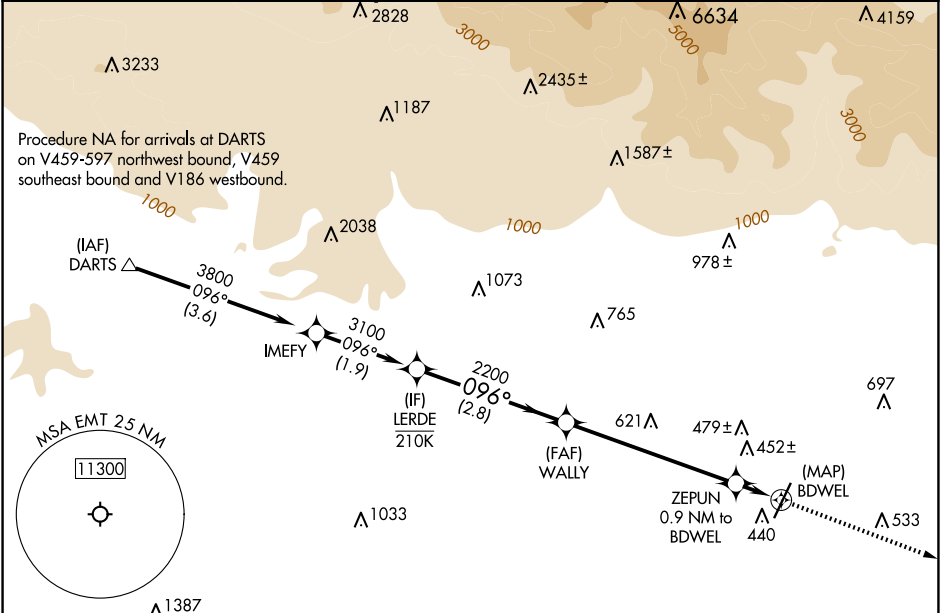 2828
6634
4159
3000
5000
3233
2435±
1187
3000
Procedure NA for arrivals at DARTS
on V459-597 northwest bound, V459
southeast bound and V186 westbound.
1587±
1000
2038
1000
1000
978±
(IAF)
DARTS
3800
096°
(3.6)
1073
765
IMEFY
3100
096°
(1.9)
(IF)
LERDE
210K
2200
096°
(2.8)
697
621
479±
452±
(FAF)
WALLY
MSA EMT 25 NM
11300
(MAP)
BDWEL
ZEPUN
0.9 NM to
BDWEL
440
533
1033
1387